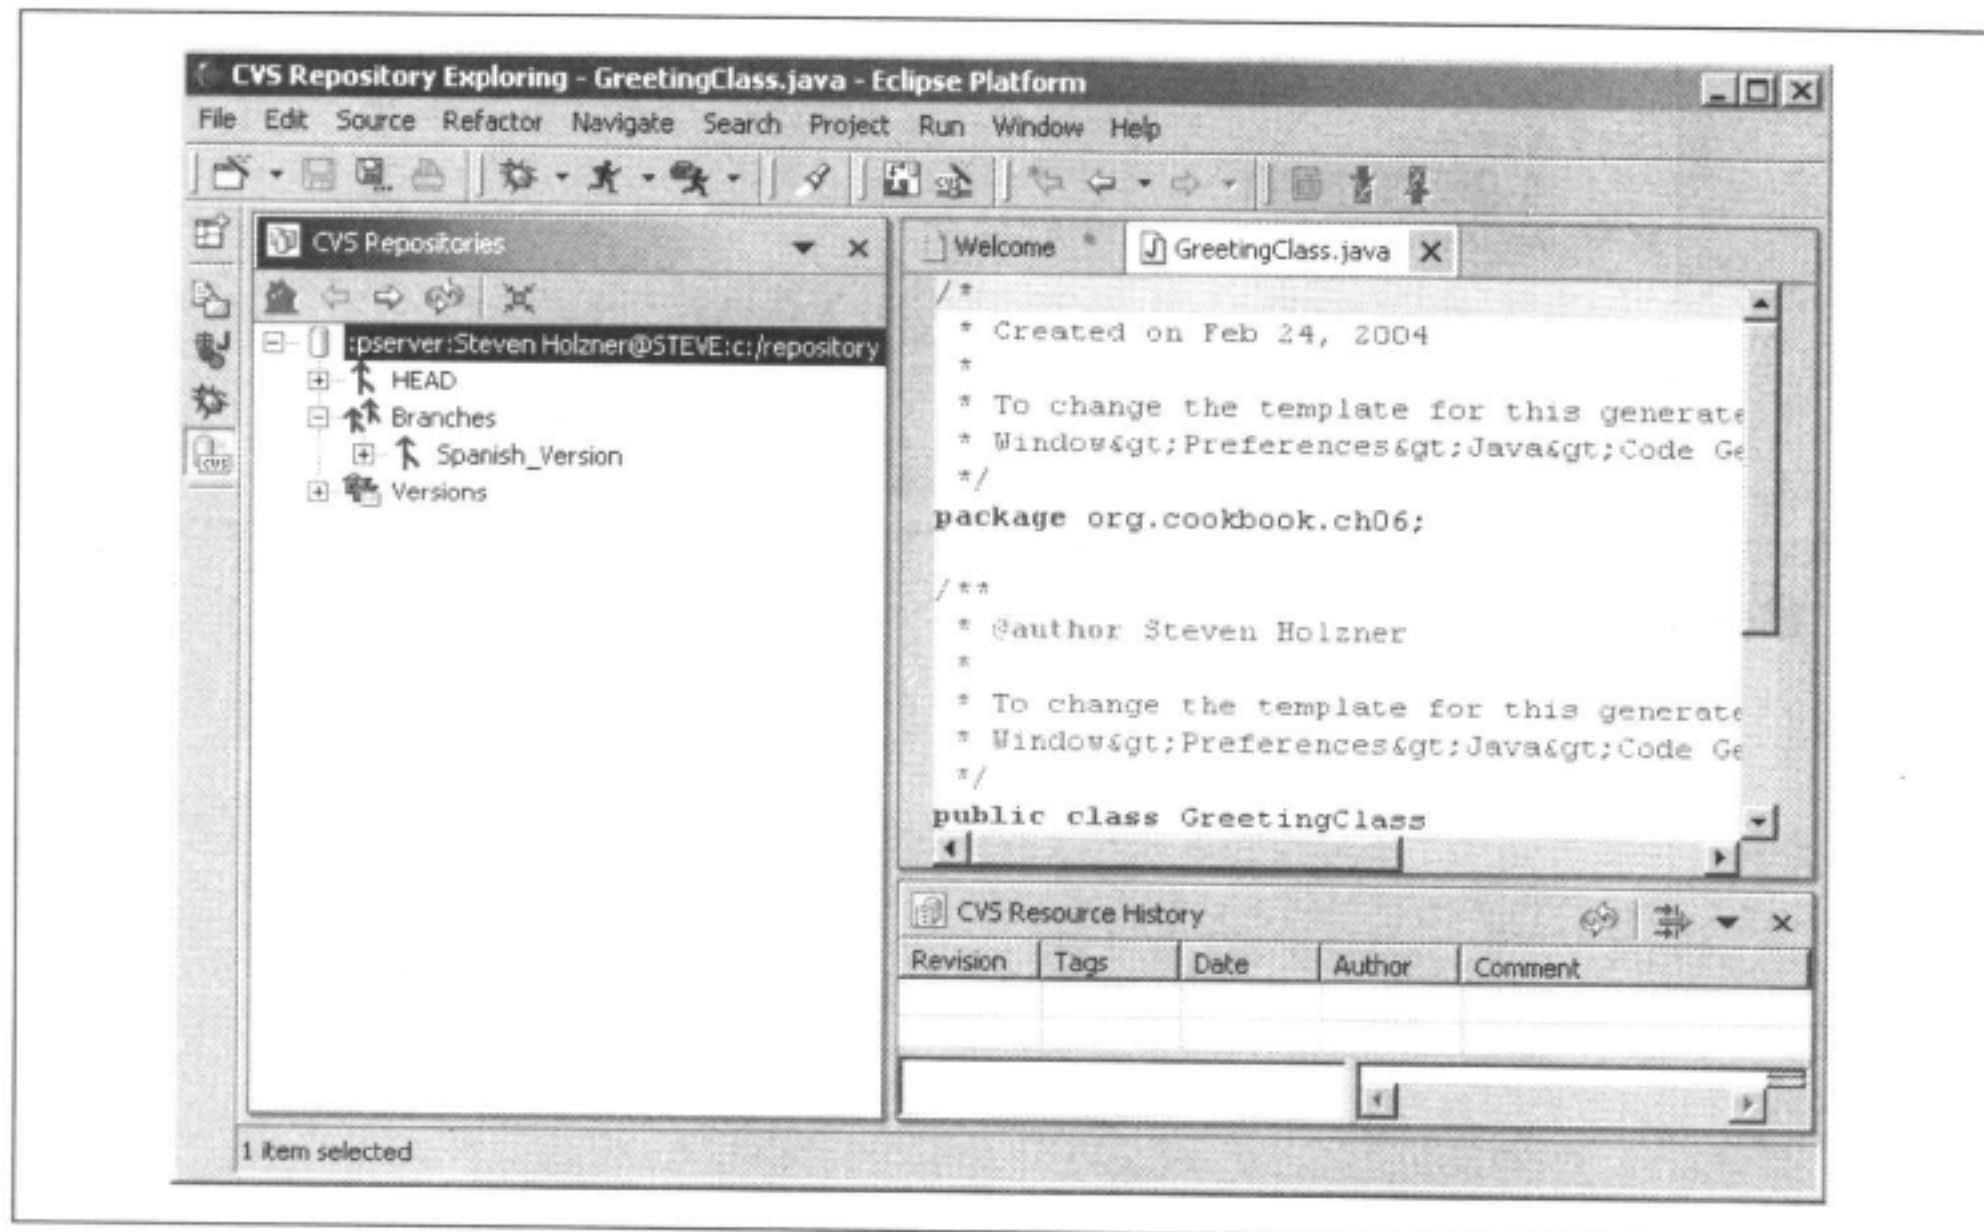 CVS Repository Exploring - GreetingClass.java - Eclipse Platform
File Edit Source Refactor Navigate Search Project Run Window Help
CVS Repositories
:pserver:Steven Holzner@STEVE:c:/repository
HEAD
Branches
Spanish_Version
Versions
Welcome
GreetingClass.java
/*
* Created on Feb 24, 2004
*
* To change the template for this generate
* Window&gt;Preferences&gt;Java&gt;Code Ge
*/
package org.cookbook.ch06;
/**
* @author Steven Holzner
*
* To change the template for this generate
* Window&gt;Preferences&gt;Java&gt;Code Ge
*/
public class GreetingClass
CVS Resource History
Revision Tags Date Author Comment
1 item selected